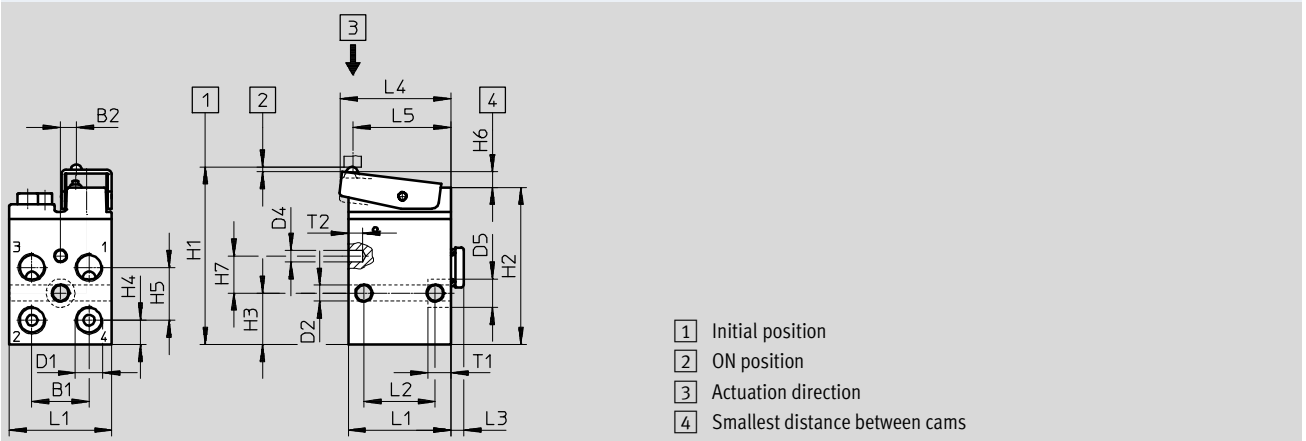 3
L4
1
2
L5
4
B2
H6
D4
T2
H1
H7
H3
D2
D5
H2
3
1
H4
H5
2
4
D1
B1
L1
T1
L2
L1
L3
1 Initial position
2 ON position
3 Actuation direction
4 Smallest distance between cams